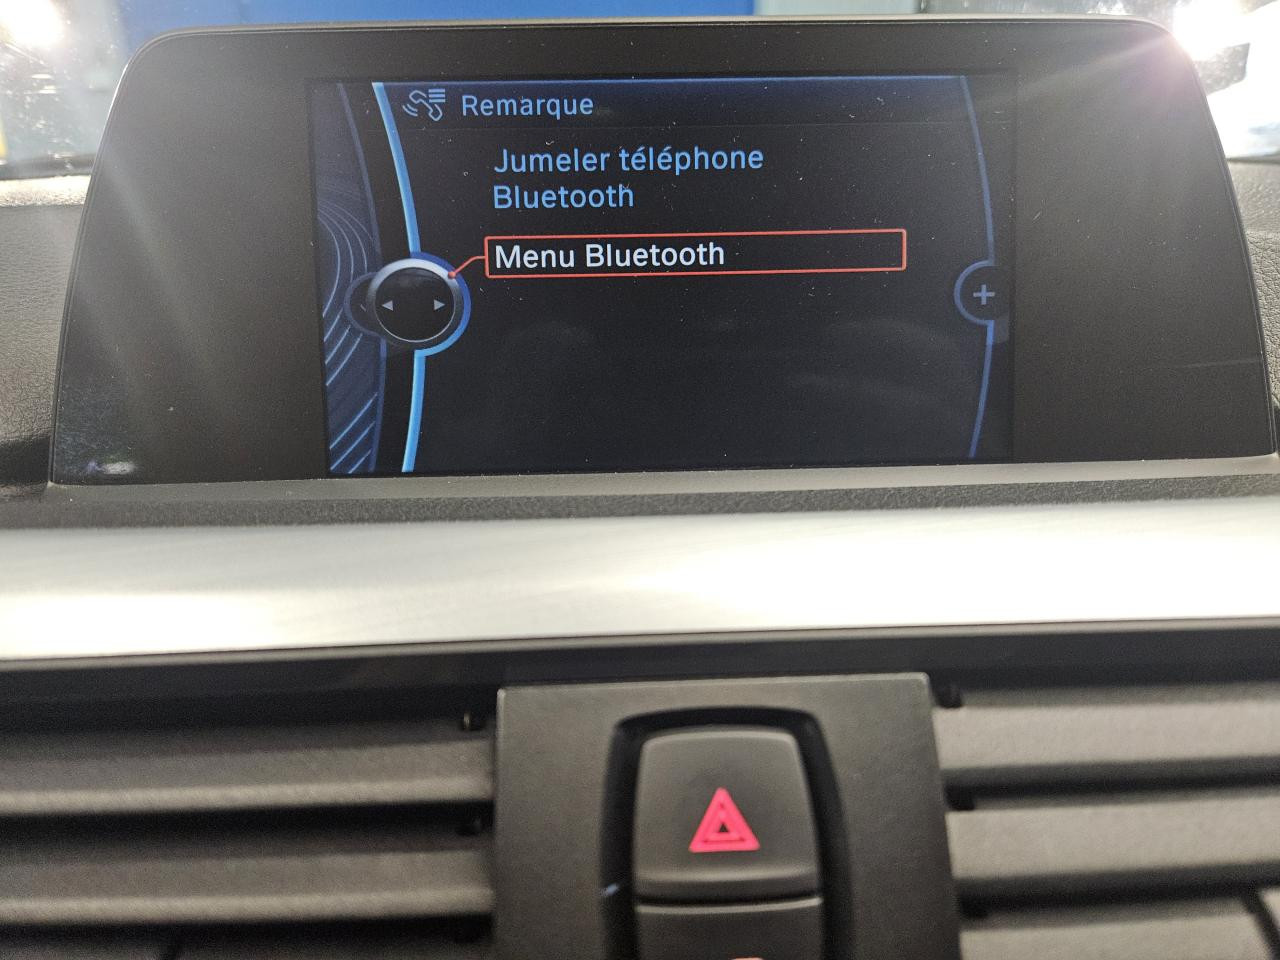 Remarque
Jumeler téléphone
Bluetooth
Menu Bluetooth